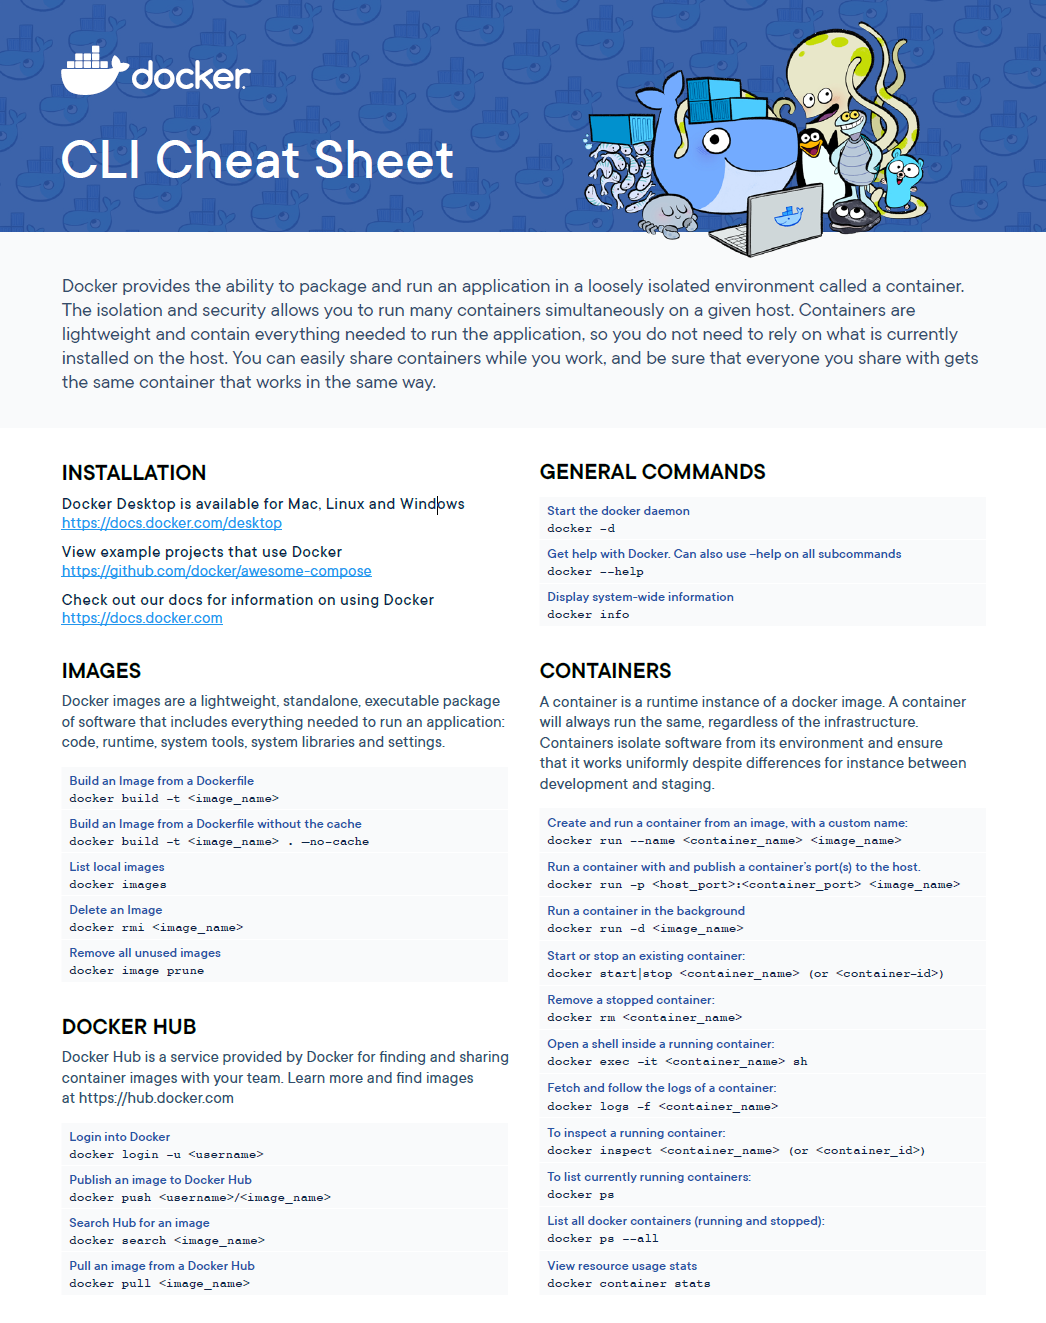 docker
CLI Cheat Sheet
Docker provides the ability to package and run an application in a loosely isolated environment called a container.
The isolation and security allows you to run many containers simultaneously on a given host. Containers are
lightweight and contain everything needed to run the application, so you do not need to rely on what is currently
installed on the host. You can easily share containers while you work, and be sure that everyone you share with gets
the same container that works in the same way.
INSTALLATION
Docker Desktop is available for Mac, Linux and Windows
https://docs.docker.com/desktop
View example projects that use Docker
https://github.com/docker/awesome-compose
Check out our docs for information on using Docker
https://docs.docker.com
IMAGES
Docker images are a lightweight, standalone, executable package
of software that includes everything needed to run an application:
code, runtime, system tools, system libraries and settings.
Build an Image from a Dockerfile
docker build -t <image_name>
Build an Image from a Dockerfile without the cache
docker build -t <image_name> . –no-cache
List local images
docker images
Delete an Image
docker rmi <image_name>
Remove all unused images
docker image prune
DOCKER HUB
Docker Hub is a service provided by Docker for finding and sharing
container images with your team. Learn more and find images
at https://hub.docker.com
Login into Docker
docker login -u <username>
Publish an image to Docker Hub
docker push <username>/<image_name>
Search Hub for an image
docker search <image_name>
Pull an image from a Docker Hub
docker pull <image_name>
GENERAL COMMANDS
Start the docker daemon
docker -d
Get help with Docker. Can also use –help on all subcommands
docker --help
Display system-wide information
docker info
CONTAINERS
A container is a runtime instance of a docker image. A container
will always run the same, regardless of the infrastructure.
Containers isolate software from its environment and ensure
that it works uniformly despite differences for instance between
development and staging.
Create and run a container from an image, with a custom name:
docker run --name <container_name> <image_name>
Run a container with and publish a container’s port(s) to the host.
docker run -p <host_port>:<container_port> <image_name>
Run a container in the background
docker run -d <image_name>
Start or stop an existing container:
docker start|stop <container_name> (or <container-id>)
Remove a stopped container:
docker rm <container_name>
Open a shell inside a running container:
docker exec -it <container_name> sh
Fetch and follow the logs of a container:
docker logs -f <container_name>
To inspect a running container:
docker inspect <container_name> (or <container_id>)
To list currently running containers:
docker ps
List all docker containers (running and stopped):
docker ps --all
View resource usage stats
docker container stats